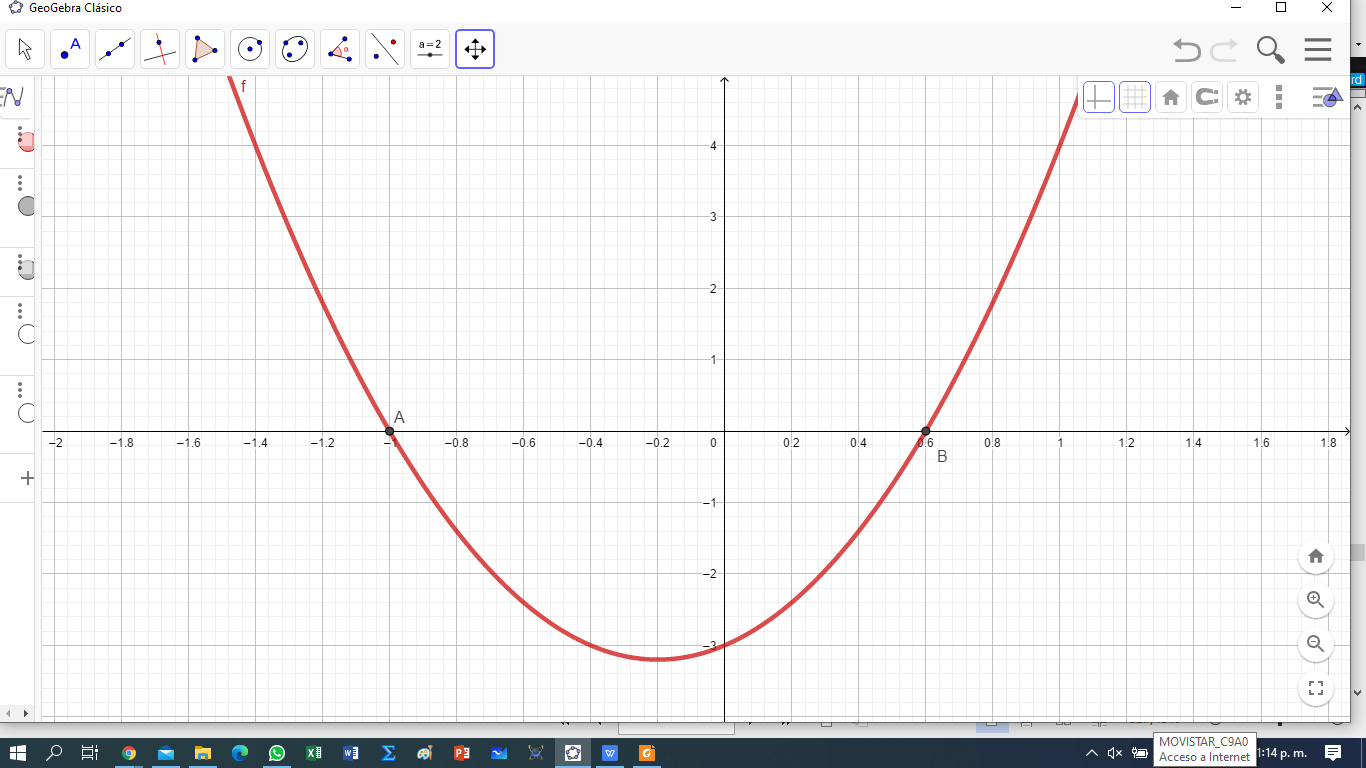 GeoGebra Clásico
A
α
a=2
N
rd
f
4
3
2
1
A
−2 −1.8 −1.6 −1.4 −1.2 −1 −0.8 −0.6 −0.4 −0.2 0 0.2 0.4 0.6 0.8 1 1.2 1.4 1.6 1.8
B
−1
−2
−3
MOVISTAR_C9A0
Acceso a Internet
1:14 p. m.